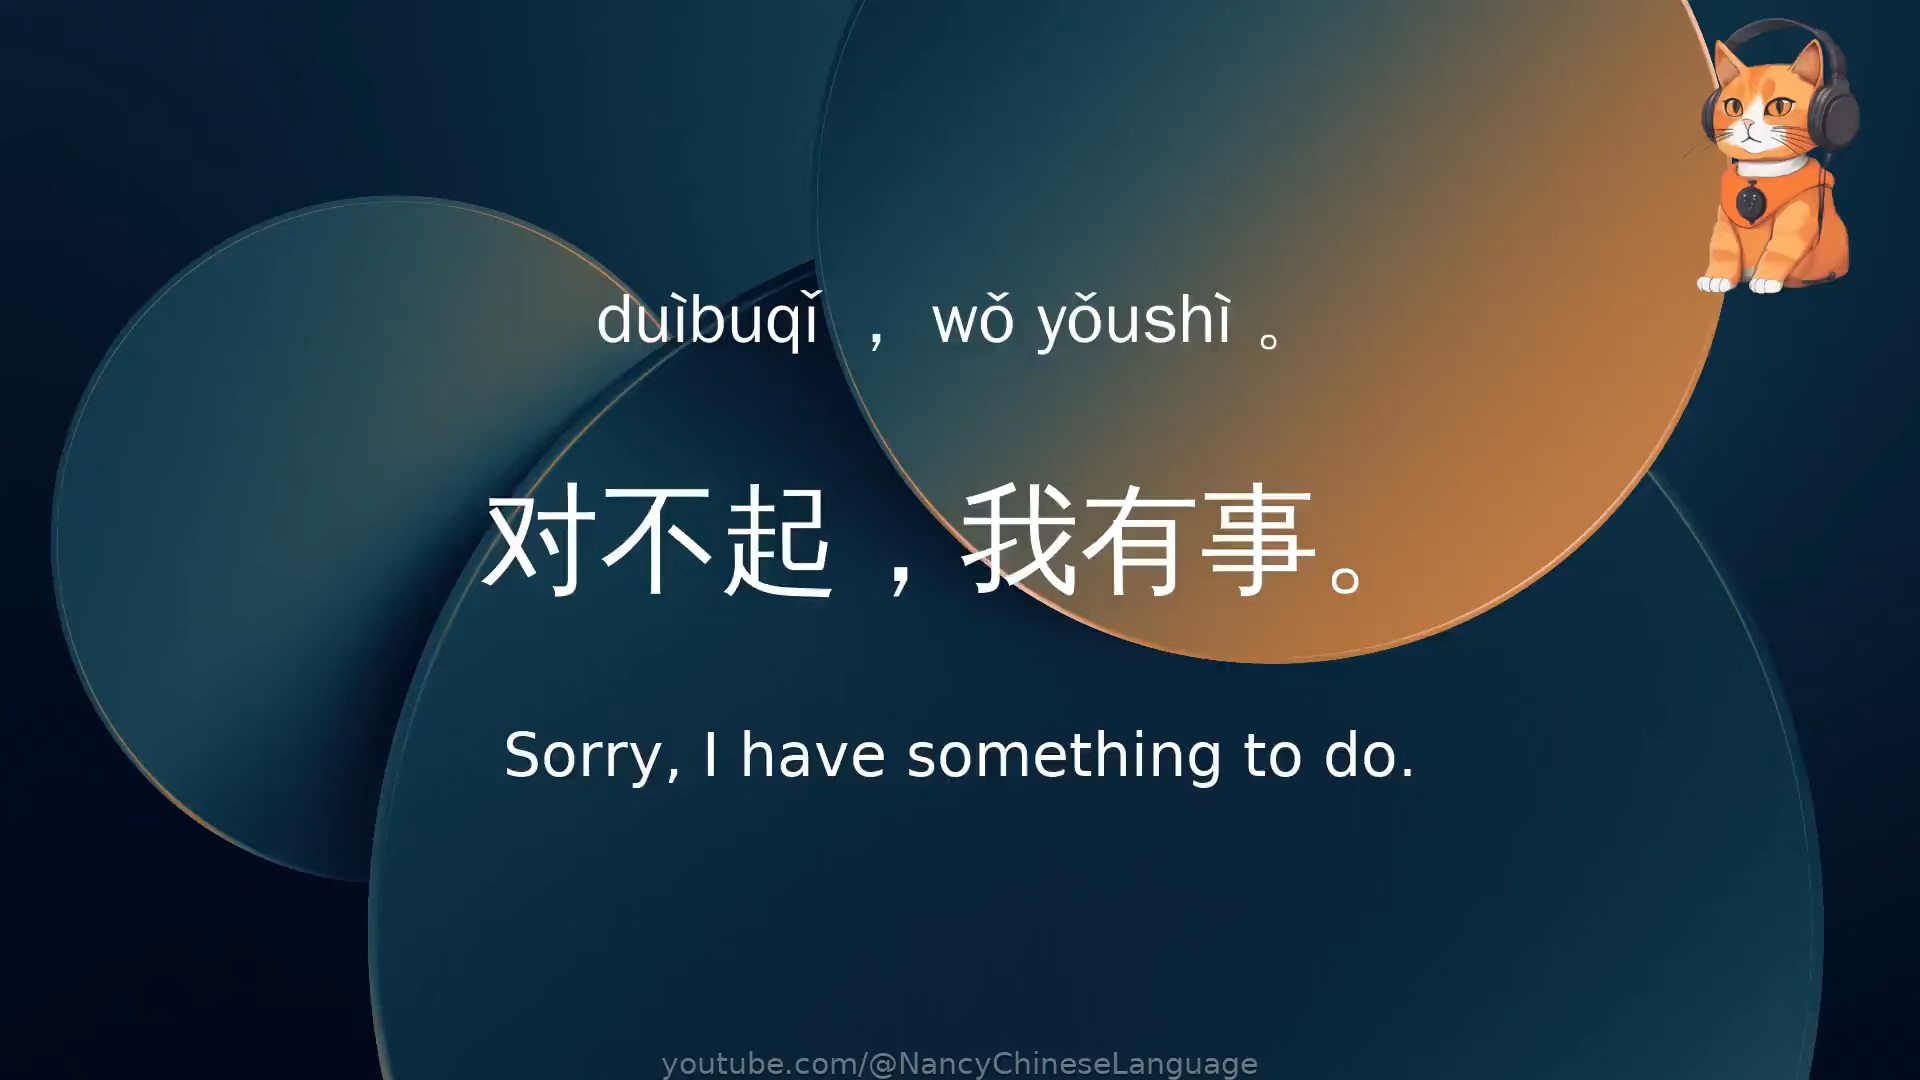 duìbuqǐ ， wǒ yǒushì 。
对不起，我有事。
Sorry, I have something to do.
youtube.com/@NancyChineseLanguage